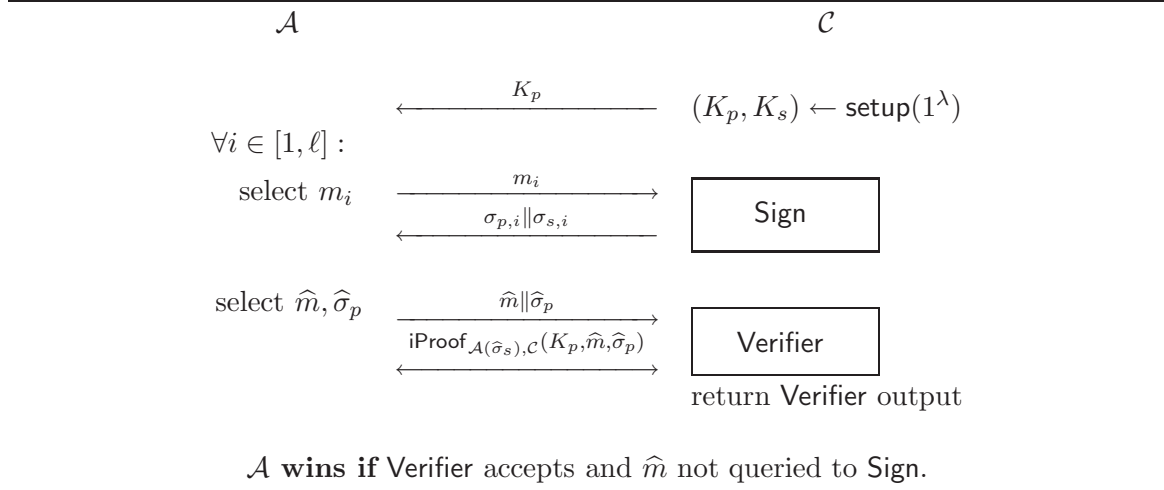 𝒜 𝒞
K_p (K_p, K_s) ← setup(1^λ)
∀i ∈ [1, ℓ] :
select m_i m_i Sign
σ_{p,i}‖σ_{s,i}
select m̂, σ̂_p m̂‖σ̂_p Verifier
iProof_{𝒜(σ̂_s),𝒞}(K_p,m̂,σ̂_p)
return Verifier output
𝒜 wins if Verifier accepts and m̂ not queried to Sign.